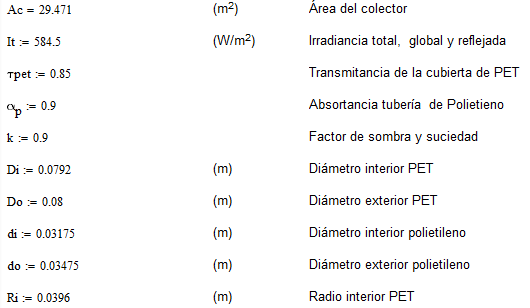 Ac = 29.471 (m²) Área del colector
It := 584.5 (W/m²) Irradiancia total, global y reflejada
τpet := 0.85 Transmitancia de la cubierta de PET
αp := 0.9 Absortancia tubería de Polietieno
k := 0.9 Factor de sombra y suciedad
Di := 0.0792 (m) Diámetro interior PET
Do := 0.08 (m) Diámetro exterior PET
di := 0.03175 (m) Diámetro interior polietileno
do := 0.03475 (m) Diámetro exterior polietileno
Ri := 0.0396 (m) Radio interior PET